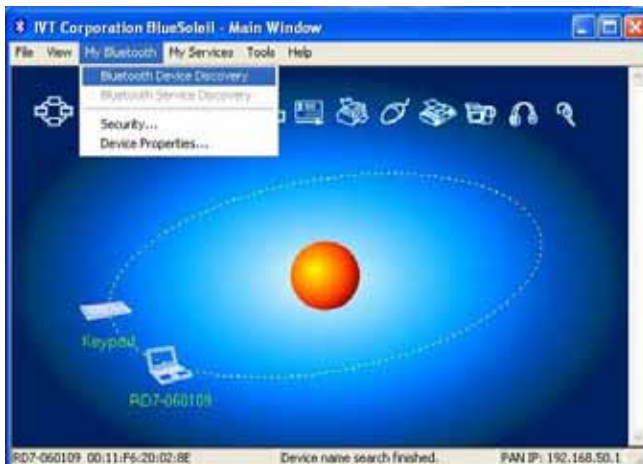 IVT Corporation BlueSoleil - Main Window
File View My Bluetooth My Services Tools Help
Bluetooth Device Discovery
Bluetooth Service Discovery
Security...
Device Properties...
Keypad
RD7-060109
RD7-060109 00:11:F6:20:02:8E Device name search finished. PAN IP: 192.168.50.1